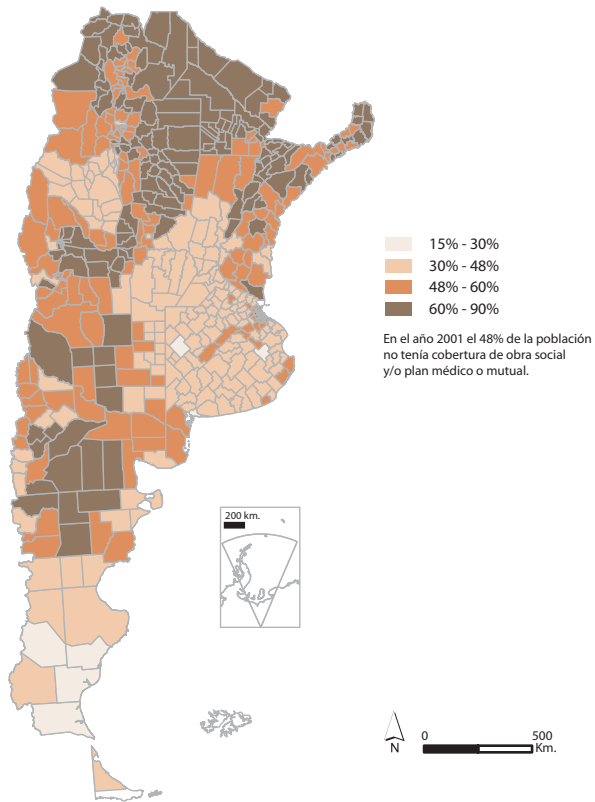 15% - 30%
30% - 48%
48% - 60%
60% - 90%
En el año 2001 el 48% de la población
no tenía cobertura de obra social
y/o plan médico o mutual.
200 km.
N
0 500
Km.